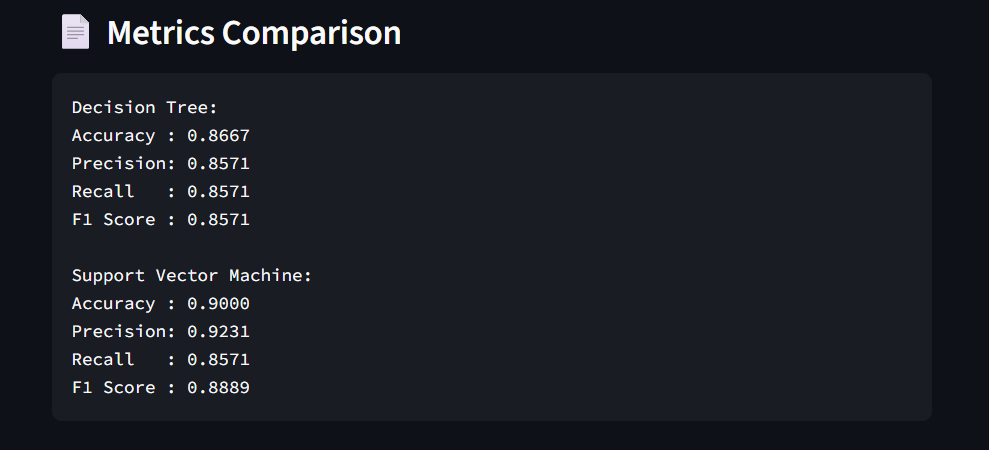 Metrics Comparison
Decision Tree:
Accuracy : 0.8667
Precision: 0.8571
Recall   : 0.8571
F1 Score : 0.8571
Support Vector Machine:
Accuracy : 0.9000
Precision: 0.9231
Recall   : 0.8571
F1 Score : 0.8889